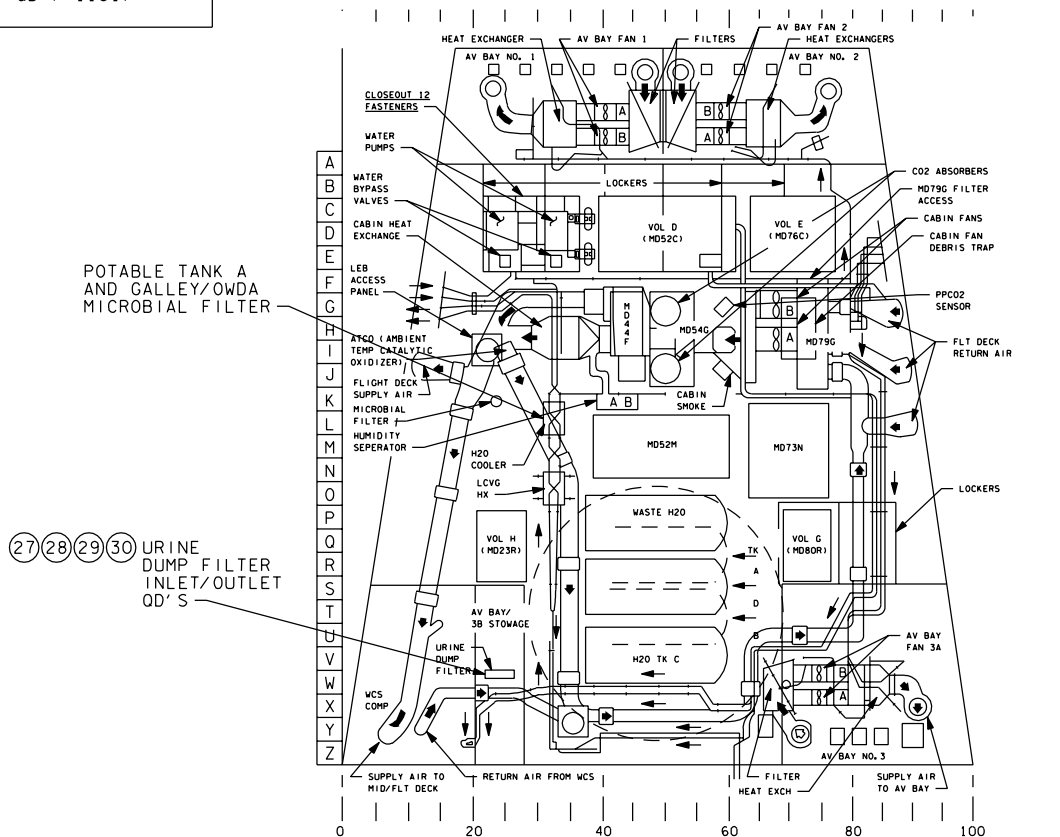 HEAT EXCHANGER
AV BAY FAN 1
FILTERS
AV BAY FAN 2
HEAT EXCHANGERS
AV BAY NO. 1
AV BAY NO. 2
CLOSEOUT 12
FASTENERS
WATER
PUMPS
WATER
BYPASS
VALVES
CABIN HEAT
EXCHANGE
LEB
ACCESS
PANEL
POTABLE TANK A
AND GALLEY/OWDA
MICROBIAL FILTER
ATCO (AMBIENT
TEMP CATALYTIC
OXIDIZER)
FLIGHT DECK
SUPPLY AIR
MICROBIAL
FILTER
HUMIDITY
SEPERATOR
A
B
C
D
E
F
G
H
I
J
K
L
M
N
O
P
Q
R
S
T
U
V
W
X
Y
Z
A
B
B
A
LOCKERS
VOL D
(MD52C)
VOL E
(MD76C)
CO2 ABSORBERS
MD79G FILTER
ACCESS
CABIN FANS
CABIN FAN
DEBRIS TRAP
PPCO2
SENSOR
FLT DECK
RETURN AIR
MD44F
MD54G
B
A
MD79G
A B
CABIN
SMOKE
H20
COOLER
LCVG
HX
MD52M
MD73N
LOCKERS
WASTE H20
VOL H
(MD23R)
VOL G
(MD80R)
TK
A
D
B
H20 TK C
27 28 29 30 URINE
DUMP FILTER
INLET/OUTLET
QD'S
AV BAY/
3B STOWAGE
URINE
DUMP
FILTER
WCS
COMP
AV BAY
FAN 3A
B
A
AV BAY NO.3
SUPPLY AIR TO
MID/FLT DECK
RETURN AIR FROM WCS
FILTER
HEAT EXCH
SUPPLY AIR
TO AV BAY
0 20 40 60 80 100